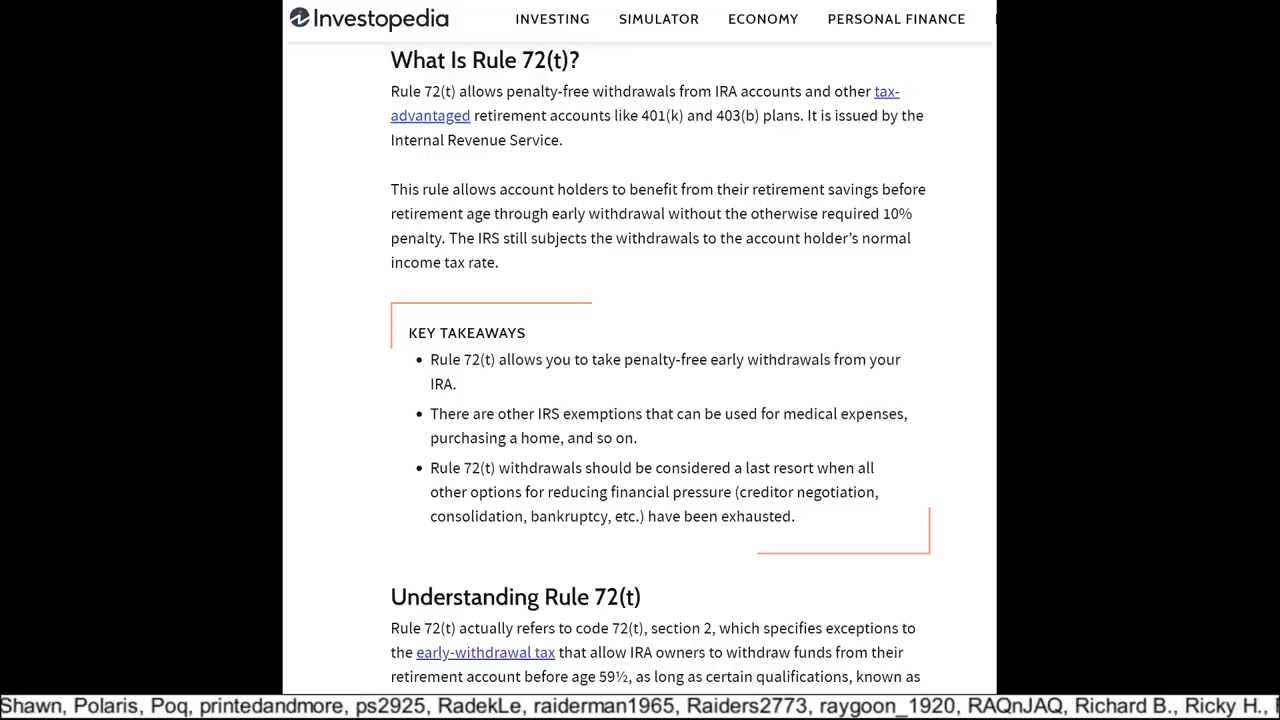 Investopedia INVESTING SIMULATOR ECONOMY PERSONAL FINANCE
What Is Rule 72(t)?
Rule 72(t) allows penalty-free withdrawals from IRA accounts and other tax-
advantaged retirement accounts like 401(k) and 403(b) plans. It is issued by the
Internal Revenue Service.
This rule allows account holders to benefit from their retirement savings before
retirement age through early withdrawal without the otherwise required 10%
penalty. The IRS still subjects the withdrawals to the account holder’s normal
income tax rate.
KEY TAKEAWAYS
• Rule 72(t) allows you to take penalty-free early withdrawals from your
IRA.
• There are other IRS exemptions that can be used for medical expenses,
purchasing a home, and so on.
• Rule 72(t) withdrawals should be considered a last resort when all
other options for reducing financial pressure (creditor negotiation,
consolidation, bankruptcy, etc.) have been exhausted.
Understanding Rule 72(t)
Rule 72(t) actually refers to code 72(t), section 2, which specifies exceptions to
the early-withdrawal tax that allow IRA owners to withdraw funds from their
retirement account before age 59½, as long as certain qualifications, known as
Shawn, Polaris, Poq, printedandmore, ps2925, RadekLe, raiderman1965, Raiders2773, raygoon_1920, RAQnJAQ, Richard B., Ricky H.,